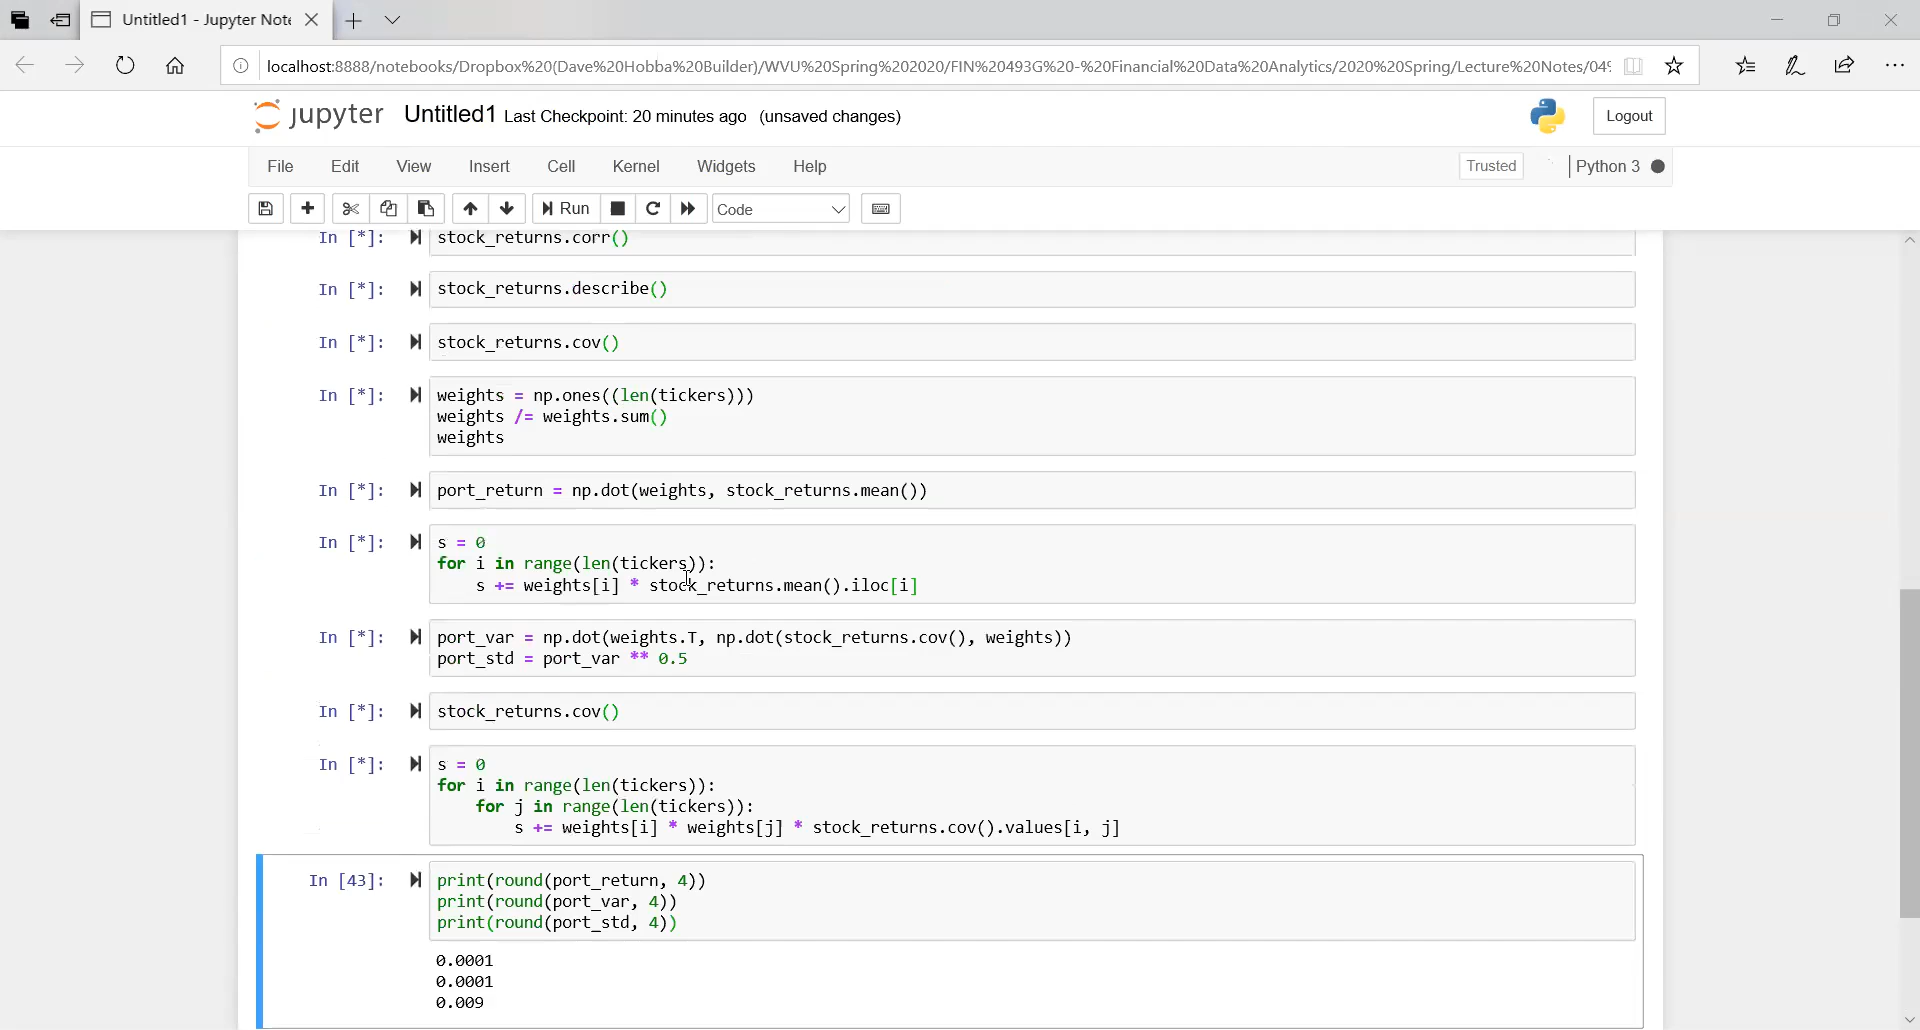 Untitled1 - Jupyter Note
localhost:8888/notebooks/Dropbox%20(Dave%20Hobba%20Builder)/WVU%20Spring%202020/FIN%20493G%20-%20Financial%20Data%20Analytics/2020%20Spring/Lecture%20Notes/04%
jupyter Untitled1 Last Checkpoint: 20 minutes ago (unsaved changes)
Logout
File Edit View Insert Cell Kernel Widgets Help
Trusted Python 3
Run Code
In [*]: stock_returns.corr()
In [*]: stock_returns.describe()
In [*]: stock_returns.cov()
In [*]: weights = np.ones((len(tickers)))
weights /= weights.sum()
weights
In [*]: port_return = np.dot(weights, stock_returns.mean())
In [*]: s = 0
for i in range(len(tickers)):
s += weights[i] * stock_returns.mean().iloc[i]
In [*]: port_var = np.dot(weights.T, np.dot(stock_returns.cov(), weights))
port_std = port_var ** 0.5
In [*]: stock_returns.cov()
In [*]: s = 0
for i in range(len(tickers)):
for j in range(len(tickers)):
s += weights[i] * weights[j] * stock_returns.cov().values[i, j]
In [43]: print(round(port_return, 4))
print(round(port_var, 4))
print(round(port_std, 4))
0.0001
0.0001
0.009